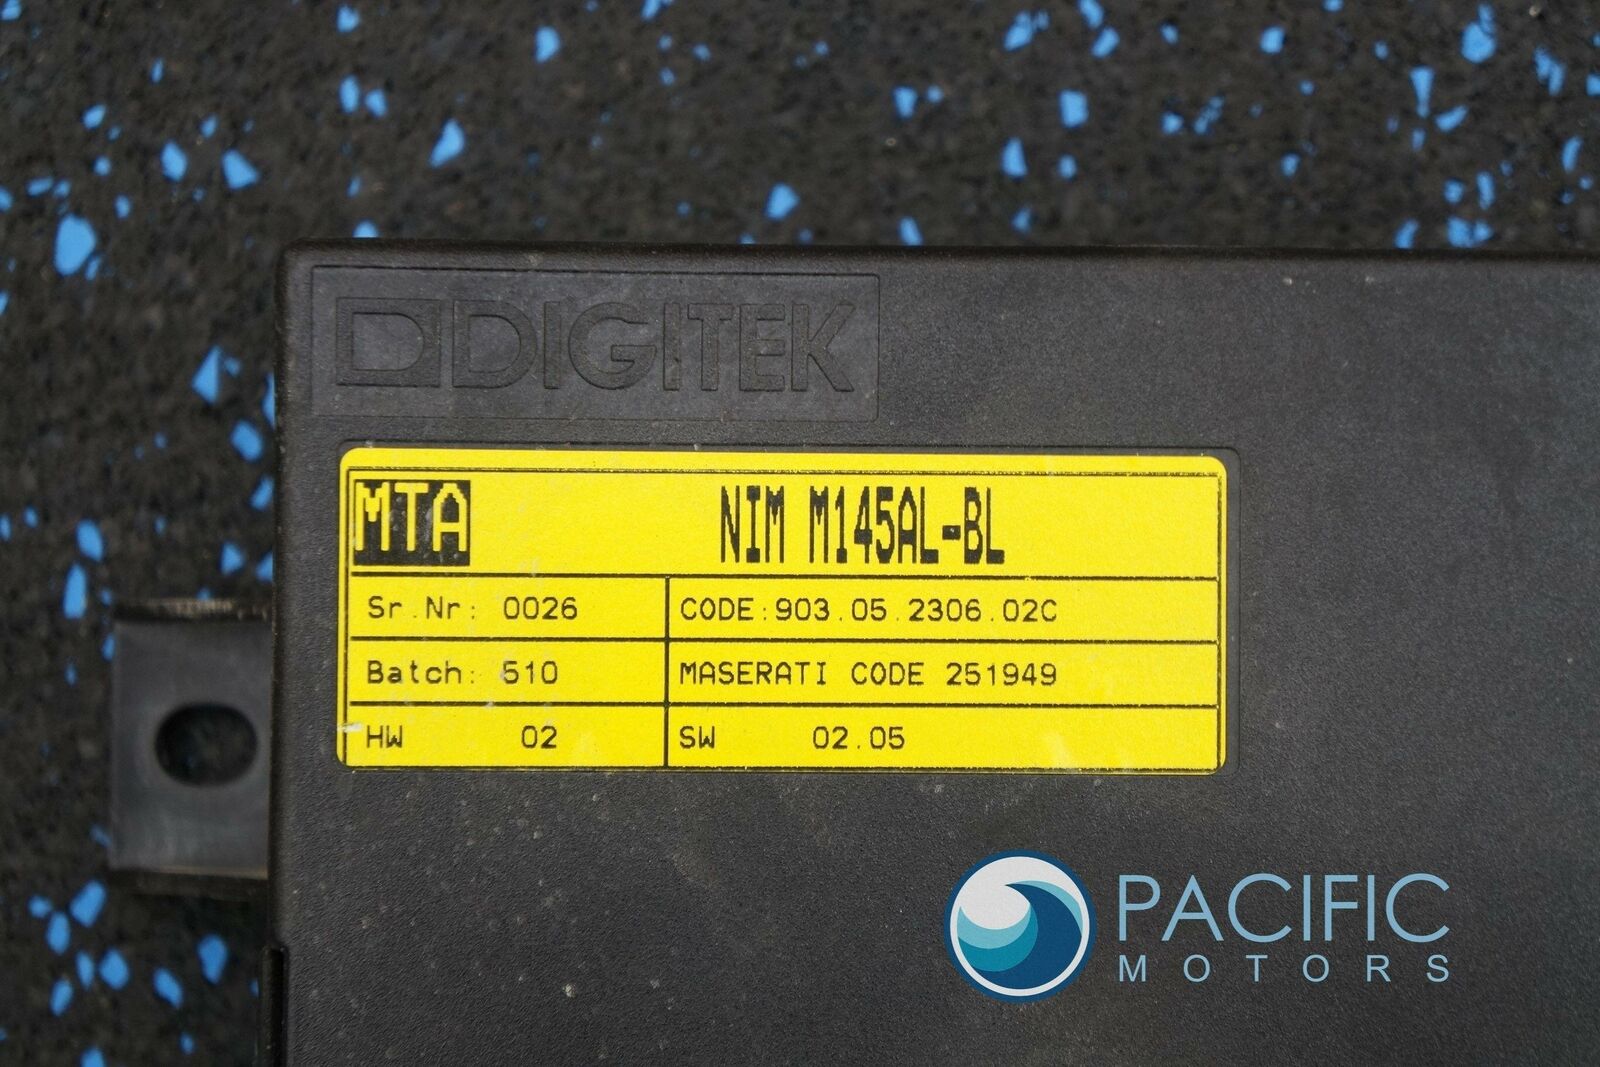 DIGITEK
MTA NIM M145AL-BL
Sr.Nr: 0026 CODE:903.05.2306.02C
Batch: 510 MASERATI CODE 251949
HW 02 SW 02.05
PACIFIC
MOTORS